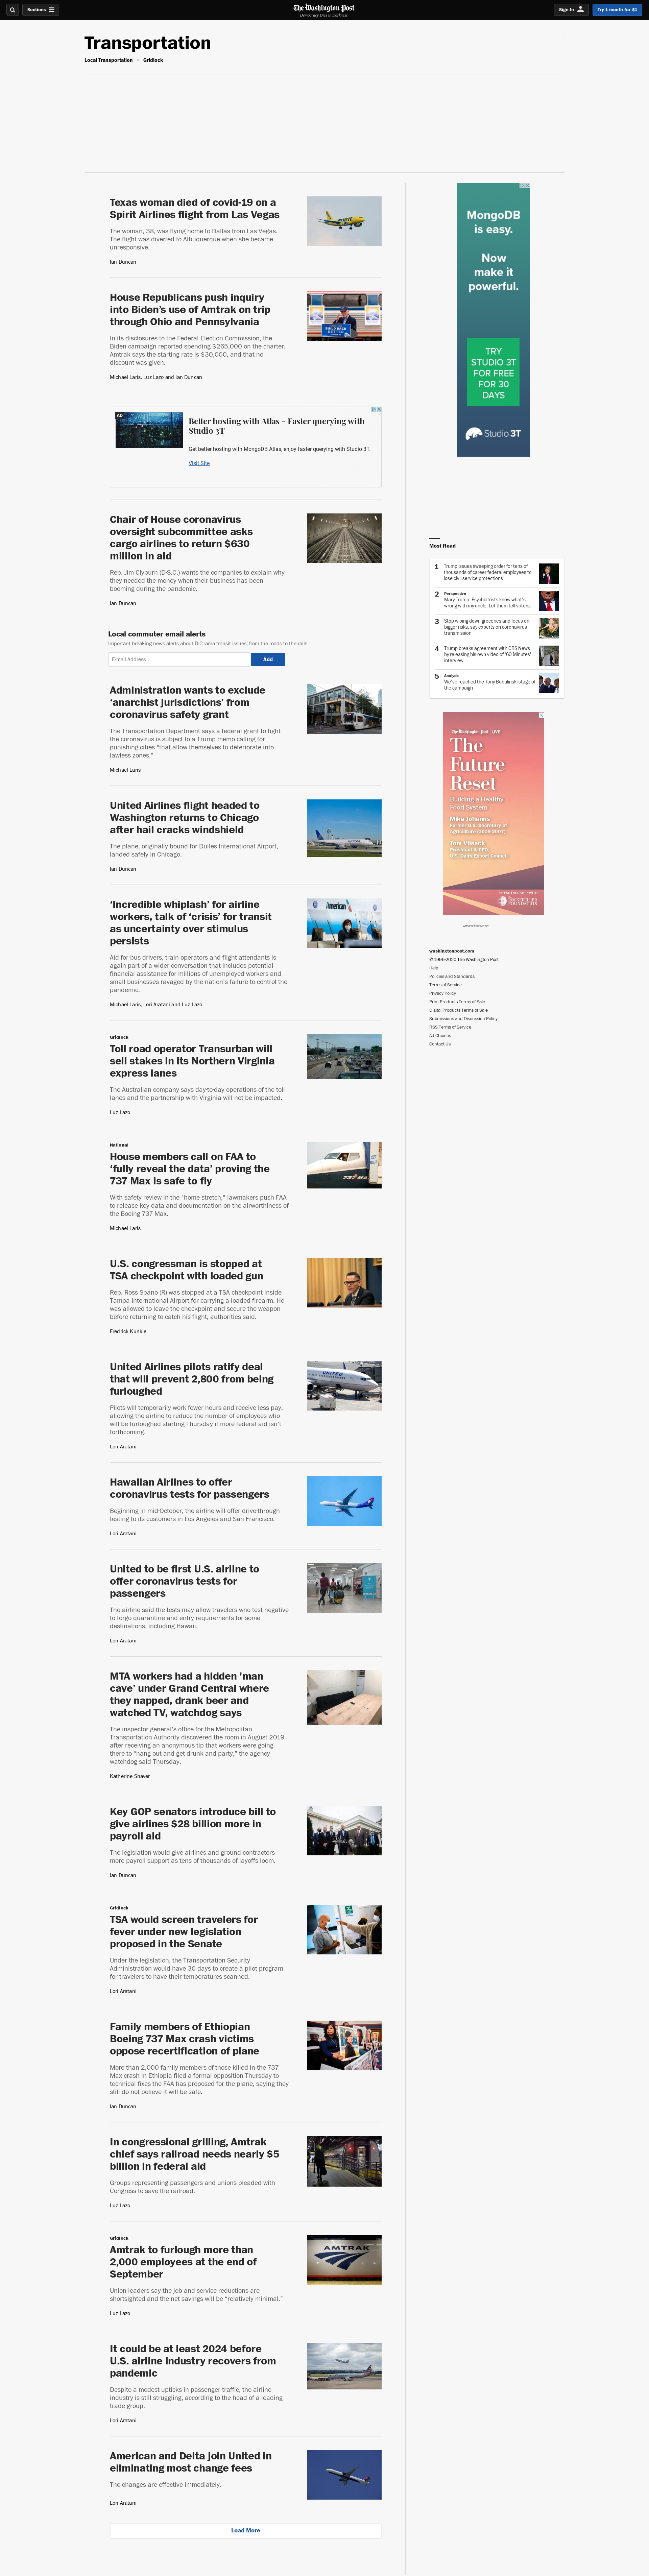 Sections
The Washington Post
Democracy Dies in Darkness
Sign In
Try 1 month for $1
Transportation
Local Transportation • Gridlock
Texas woman died of covid-19 on a
Spirit Airlines flight from Las Vegas
The woman, 38, was flying home to Dallas from Las Vegas.
The flight was diverted to Albuquerque when she became
unresponsive.
Ian Duncan
House Republicans push inquiry
into Biden's use of Amtrak on trip
through Ohio and Pennsylvania
In its disclosures to the Federal Election Commission, the
Biden campaign reported spending $265,000 on the charter.
Amtrak says the starting rate is $30,000, and that no
discount was given.
Michael Laris, Luz Lazo and Ian Duncan
AD
Better hosting with Atlas - Faster querying with
Studio 3T
Get better hosting with MongoDB Atlas, enjoy faster querying with Studio 3T.
Visit Site
Chair of House coronavirus
oversight subcommittee asks
cargo airlines to return $630
million in aid
Rep. Jim Clyburn (D-S.C.) wants the companies to explain why
they needed the money when their business has been
booming during the pandemic.
Ian Duncan
Local commuter email alerts
Important breaking news alerts about D.C.-area transit issues, from the roads to the rails.
E-mail Address
Add
Administration wants to exclude
‘anarchist jurisdictions’ from
coronavirus safety grant
The Transportation Department says a federal grant to fight
the coronavirus is subject to a Trump memo calling for
punishing cities “that allow themselves to deteriorate into
lawless zones.”
Michael Laris
United Airlines flight headed to
Washington returns to Chicago
after hail cracks windshield
The plane, originally bound for Dulles International Airport,
landed safely in Chicago.
Ian Duncan
‘Incredible whiplash’ for airline
workers, talk of ‘crisis’ for transit
as uncertainty over stimulus
persists
Aid for bus drivers, train operators and flight attendants is
again part of a wider conversation that includes potential
financial assistance for millions of unemployed workers and
small businesses ravaged by the nation's failure to control the
pandemic.
Michael Laris, Lori Aratani and Luz Lazo
American
Gridlock
Toll road operator Transurban will
sell stakes in its Northern Virginia
express lanes
The Australian company says day-to-day operations of the toll
lanes and the partnership with Virginia will not be impacted.
Luz Lazo
National
House members call on FAA to
‘fully reveal the data’ proving the
737 Max is safe to fly
With safety review in the “home stretch,” lawmakers push FAA
to release key data and documentation on the airworthiness of
the Boeing 737 Max.
Michael Laris
737 MAX
U.S. congressman is stopped at
TSA checkpoint with loaded gun
Rep. Ross Spano (R) was stopped at a TSA checkpoint inside
Tampa International Airport for carrying a loaded firearm. He
was allowed to leave the checkpoint and secure the weapon
before returning to catch his flight, authorities said.
Fredrick Kunkle
United Airlines pilots ratify deal
that will prevent 2,800 from being
furloughed
Pilots will temporarily work fewer hours and receive less pay,
allowing the airline to reduce the number of employees who
will be furloughed starting Thursday if more federal aid isn't
forthcoming.
Lori Aratani
UNITED
Hawaiian Airlines to offer
coronavirus tests for passengers
Beginning in mid-October, the airline will offer drive-through
testing to its customers in Los Angeles and San Francisco.
Lori Aratani
United to be first U.S. airline to
offer coronavirus tests for
passengers
The airline said the tests may allow travelers who test negative
to forgo quarantine and entry requirements for some
destinations, including Hawaii.
Lori Aratani
MTA workers had a hidden 'man
cave’ under Grand Central where
they napped, drank beer and
watched TV, watchdog says
The inspector general's office for the Metropolitan
Transportation Authority discovered the room in August 2019
after receiving an anonymous tip that workers were going
there to “hang out and get drunk and party,” the agency
watchdog said Thursday.
Katherine Shaver
Key GOP senators introduce bill to
give airlines $28 billion more in
payroll aid
The legislation would give airlines and ground contractors
more payroll support as tens of thousands of layoffs loom.
Ian Duncan
Gridlock
TSA would screen travelers for
fever under new legislation
proposed in the Senate
Under the legislation, the Transportation Security
Administration would have 30 days to create a pilot program
for travelers to have their temperatures scanned.
Lori Aratani
Family members of Ethiopian
Boeing 737 Max crash victims
oppose recertification of plane
More than 2,000 family members of those killed in the 737
Max crash in Ethiopia filed a formal opposition Thursday to
technical fixes the FAA has proposed for the plane, saying they
still do not believe it will be safe.
Ian Duncan
In congressional grilling, Amtrak
chief says railroad needs nearly $5
billion in federal aid
Groups representing passengers and unions pleaded with
Congress to save the railroad.
Luz Lazo
Gridlock
Amtrak to furlough more than
2,000 employees at the end of
September
Union leaders say the job and service reductions are
shortsighted and the net savings will be “relatively minimal.”
Luz Lazo
AMTRAK
It could be at least 2024 before
U.S. airline industry recovers from
pandemic
Despite a modest upticks in passenger traffic, the airline
industry is still struggling, according to the head of a leading
trade group.
Lori Aratani
American and Delta join United in
eliminating most change fees
The changes are effective immediately.
Lori Aratani
Load More
MongoDB
is easy.
Now
make it
powerful.
TRY
STUDIO 3T
FOR FREE
FOR 30
DAYS
Studio 3T
Most Read
1
Trump issues sweeping order for tens of
thousands of career federal employees to
lose civil service protections
2
Perspective
Mary Trump: Psychiatrists know what's
wrong with my uncle. Let them tell voters.
3
Stop wiping down groceries and focus on
bigger risks, say experts on coronavirus
transmission
4
Trump breaks agreement with CBS News
by releasing his own video of ‘60 Minutes’
interview
5
Analysis
We've reached the Tony Bobulinski stage of
the campaign
The Washington Post LIVE
The
Future
Reset
Building a Healthy
Food System
Mike Johanns
Former U.S. Secretary of
Agriculture (2005-2007)
Tom Vilsack
President & CEO,
U.S. Dairy Export Council
IN PARTNERSHIP WITH
The
ROCKEFELLER
FOUNDATION
ADVERTISEMENT
washingtonpost.com
© 1996-2020 The Washington Post
Help
Policies and Standards
Terms of Service
Privacy Policy
Print Products Terms of Sale
Digital Products Terms of Sale
Submissions and Discussion Policy
RSS Terms of Service
Ad Choices
Contact Us